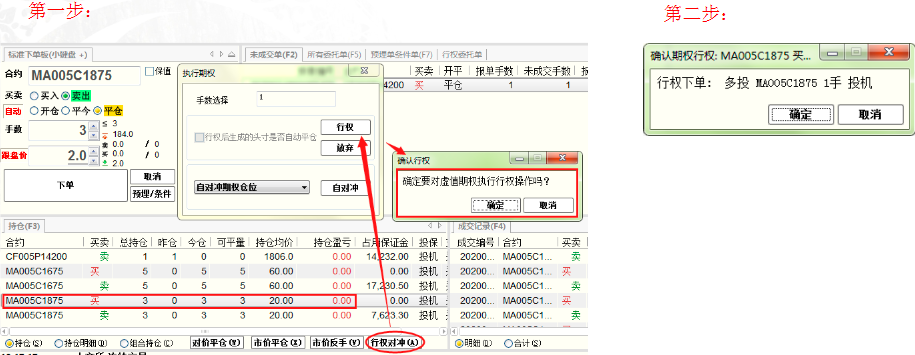 第一步：
第二步：
标准下单板(小键盘 +)
合约 MA005C1875 保值
买卖 买入 卖出
自动 开仓 平今 平仓
手数 3 ≤ 3
184.0
跟盘价 2.0
卖 0.0 / 0
买 0.0 / 0
2.0
下单
取消
预埋/条件
未成交单(F2) 所有委托单(F5) 预埋单条件单(F7) 行权委托单
买卖 开平 报单手数 未成交手数
4200 买 平仓 1 1
执行期权
手数选择 1
行权后生成的头寸是否自动平仓
行权
放弃
自对冲期权仓位 自对冲
确认行权
确定要对虚值期权执行行权操作吗?
确定 取消
确认期权行权: MA005C1875 买...
行权下单: 多投 MA005C1875 1手 投机
确定 取消
持仓(F3)
合约 买卖 总持仓 昨仓 今仓 可平量 持仓均价 持仓盈亏 占用保证金 投保
CF005P14200 卖 1 1 0 0 1806.0 0.00 14,232.00 投机
MA005C1675 买 5 0 5 5 60.00 0.00 0.00 投机
MA005C1675 卖 5 0 5 5 60.00 0.00 17,230.50 投机
MA005C1875 买 3 0 3 3 20.00 0.00 0.00 投机
MA005C1875 卖 3 0 3 3 20.00 0.00 7,623.30 投机
持仓(S) 持仓明细(D) 组合持仓(G) 对价平仓(V) 市价平仓(Z) 市价反手(Y) 行权对冲(A)
成交记录(F4)
成交编号 合约 买卖
20200... MA005C1... 卖
20200... MA005C1... 买
20200... MA005C1... 卖
20200... MA005C1... 买
20200... MA005C1... 卖
明细(D) 合计(S)